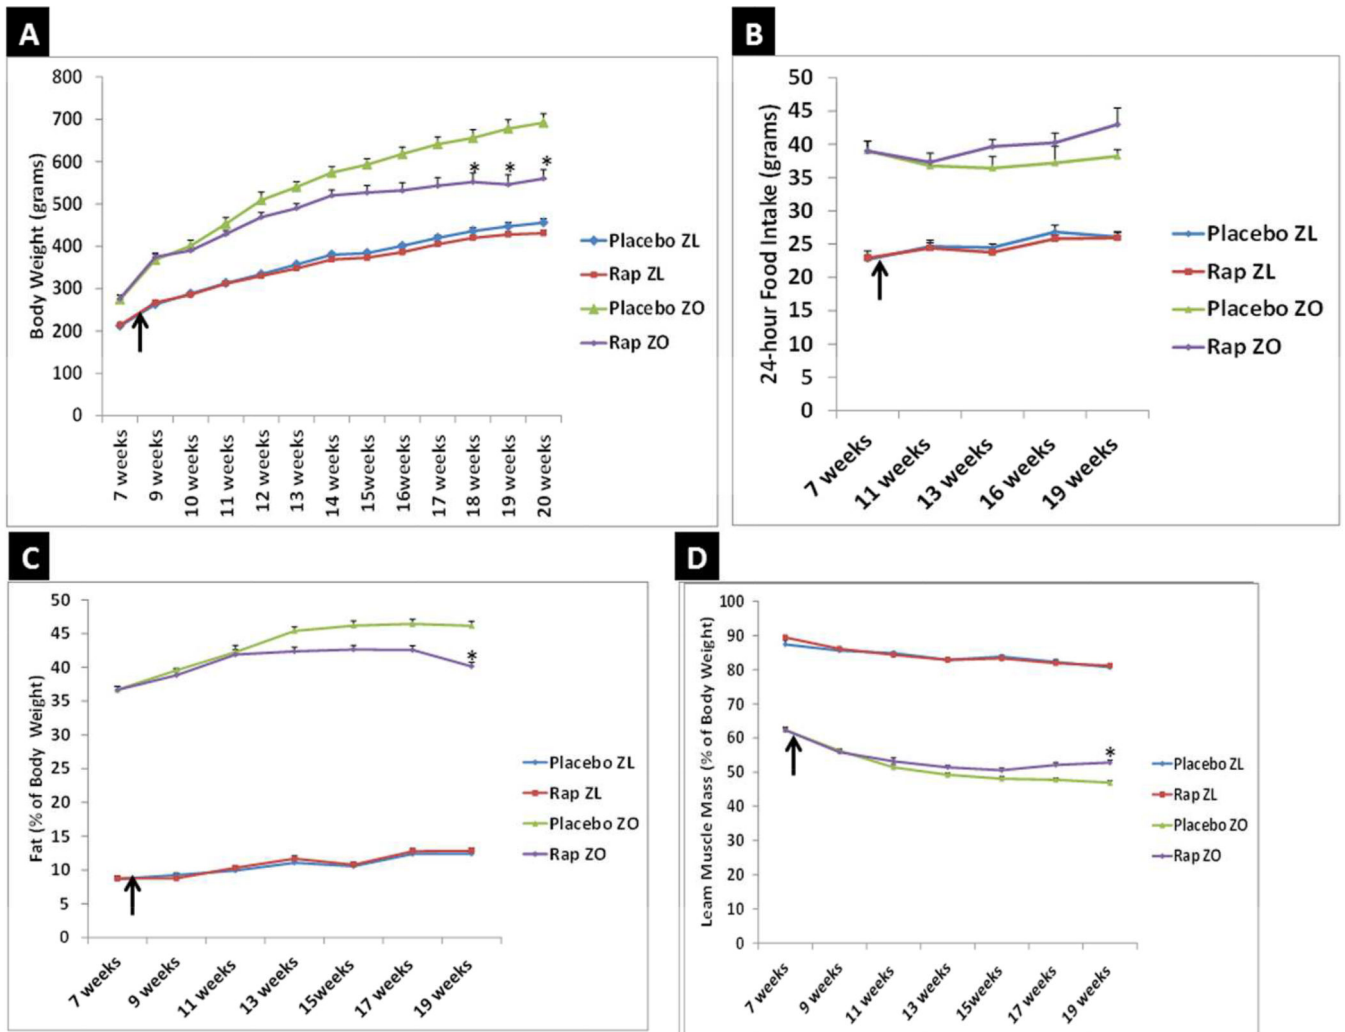 A
Body Weight (grams)
800
700
600
500
400
300
200
100
0
* * *
7 weeks
9 weeks
10 weeks
11 weeks
12 weeks
13 weeks
14 weeks
15weeks
16weeks
17 weeks
18 weeks
19 weeks
20 weeks
Placebo ZL
Rap ZL
Placebo ZO
Rap ZO
B
24-hour Food Intake (grams)
50
45
40
35
30
25
20
15
10
5
0
7 weeks
11 weeks
13 weeks
16 weeks
19 weeks
Placebo ZL
Rap ZL
Placebo ZO
Rap ZO
C
Fat (% of Body Weight)
50
45
40
35
30
25
20
15
10
5
0
*
7 weeks
9 weeks
11 weeks
13 weeks
15weeks
17 weeks
19 weeks
Placebo ZL
Rap ZL
Placebo ZO
Rap ZO
D
Leam Muscle Mass (% of Body Weight)
100
90
80
70
60
50
40
30
20
10
0
*
7 weeks
9 weeks
11 weeks
13 weeks
15weeks
17 weeks
19 weeks
Placebo ZL
Rap ZL
Placebo ZO
Rap ZO